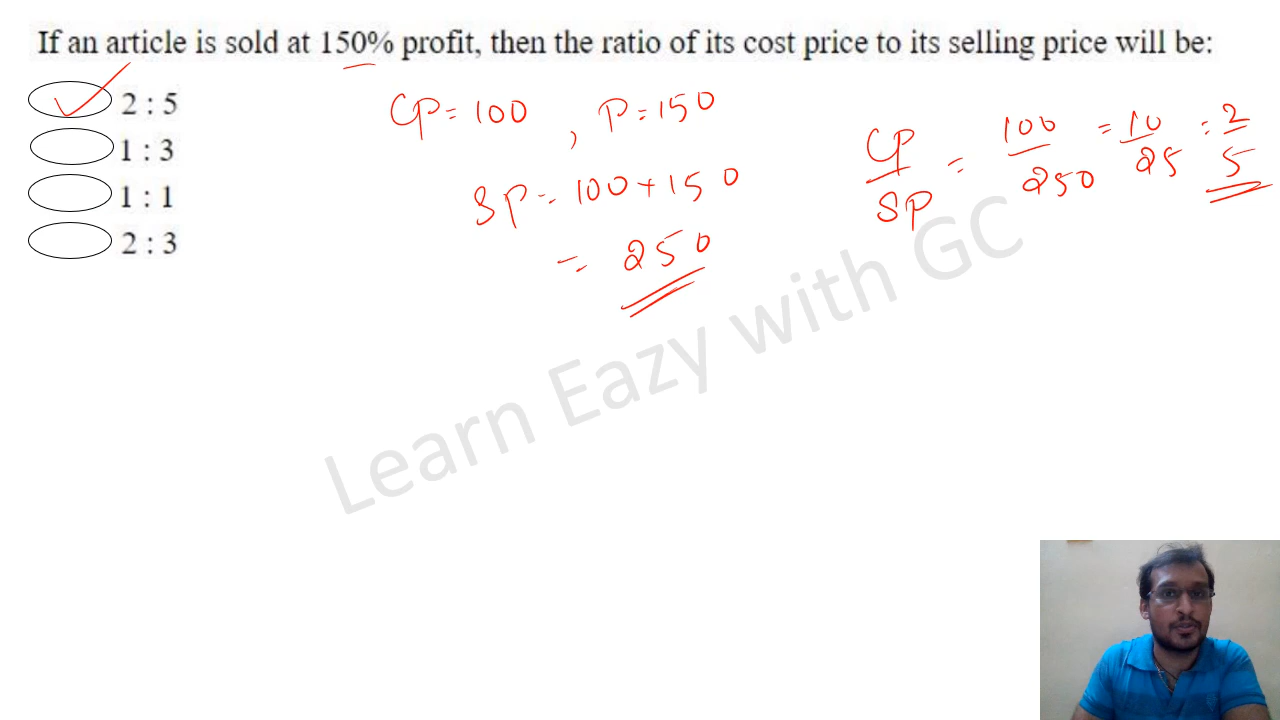 If an article is sold at 150% profit, then the ratio of its cost price to its selling price will be:
2 : 5
1 : 3
1 : 1
2 : 3
CP = 100 , P = 150
SP = 100 + 150
= 250
CP/SP = 100/250 = 10/25 = 2/5
Learn Eazy with GC